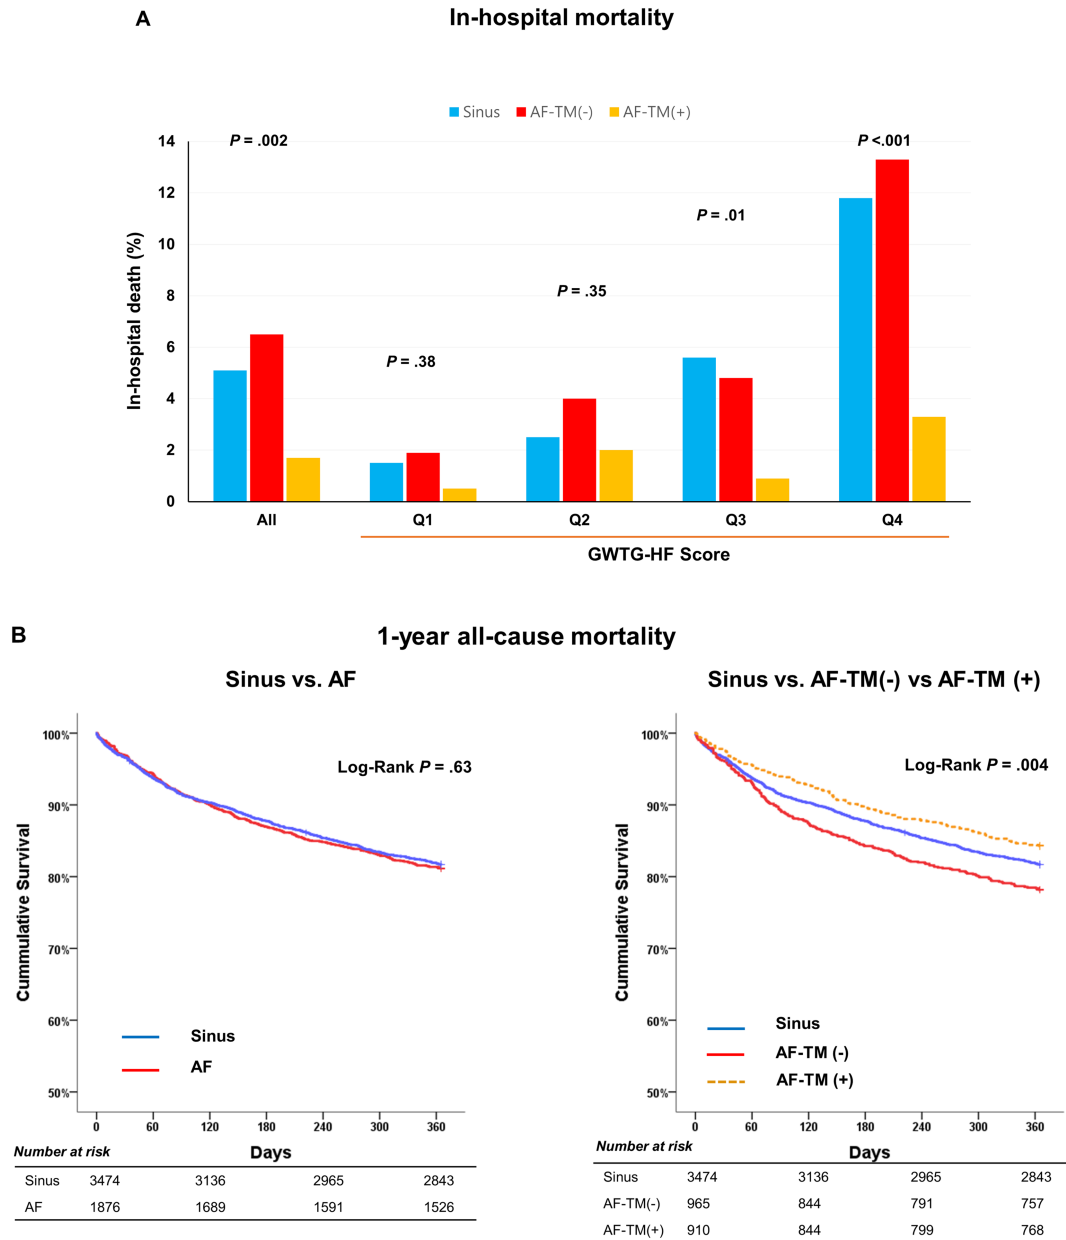 A
In-hospital mortality
Sinus AF-TM(-) AF-TM(+)
In-hospital death (%)
14
12
10
8
6
4
2
0
P = .002
P = .38
P = .35
P = .01
P <.001
All Q1 Q2 Q3 Q4
GWTG-HF Score
B
1-year all-cause mortality
Sinus vs. AF
Cummulative Survival
100%
90%
80%
70%
60%
50%
Log-Rank P = .63
Sinus
AF
0 60 120 180 240 300 360
Number at risk
Days
Sinus 3474 3136 2965 2843
AF 1876 1689 1591 1526
Sinus vs. AF-TM(-) vs AF-TM (+)
Cummulative Survival
100%
90%
80%
70%
60%
50%
Log-Rank P = .004
Sinus
AF-TM (-)
AF-TM (+)
0 60 120 180 240 300 360
Number at risk
Days
Sinus 3474 3136 2965 2843
AF-TM(-) 965 844 791 757
AF-TM(+) 910 844 799 768